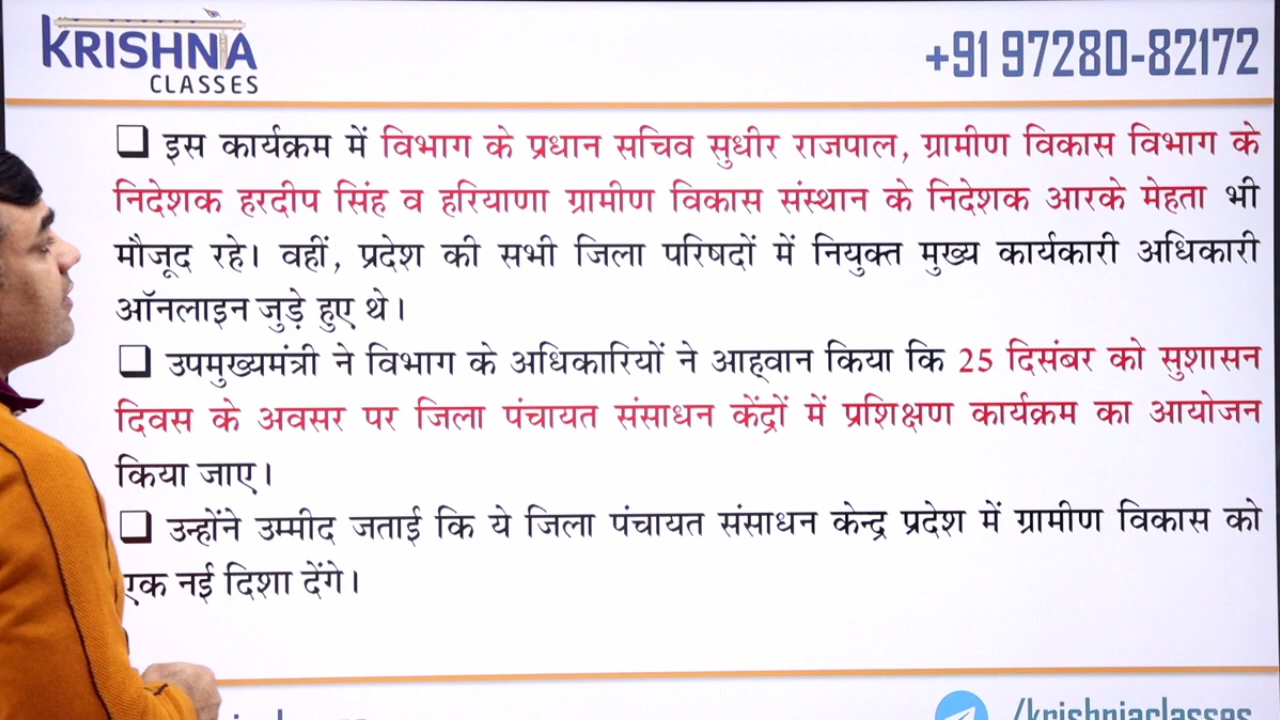 KRISHNA
CLASSES
+91 97280-82172
❑ इस कार्यक्रम में विभाग के प्रधान सचिव सुधीर राजपाल, ग्रामीण विकास विभाग के
निदेशक हरदीप सिंह व हरियाणा ग्रामीण विकास संस्थान के निदेशक आरके मेहता भी
मौजूद रहे। वहीं, प्रदेश की सभी जिला परिषदों में नियुक्त मुख्य कार्यकारी अधिकारी
ऑनलाइन जुड़े हुए थे।
❑ उपमुख्यमंत्री ने विभाग के अधिकारियों ने आह्वान किया कि 25 दिसंबर को सुशासन
दिवस के अवसर पर जिला पंचायत संसाधन केंद्रों में प्रशिक्षण कार्यक्रम का आयोजन
किया जाए।
❑ उन्होंने उम्मीद जताई कि ये जिला पंचायत संसाधन केन्द्र प्रदेश में ग्रामीण विकास को
एक नई दिशा देंगे।
/krishnaclasses